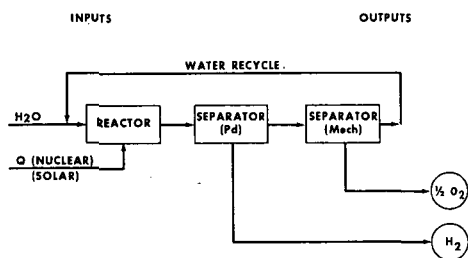 INPUTS
OUTPUTS
WATER RECYCLE.
H2O
REACTOR
SEPARATOR
(Pd)
SEPARATOR
(Mech)
Q (NUCLEAR)
(SOLAR)
½ O2
H2